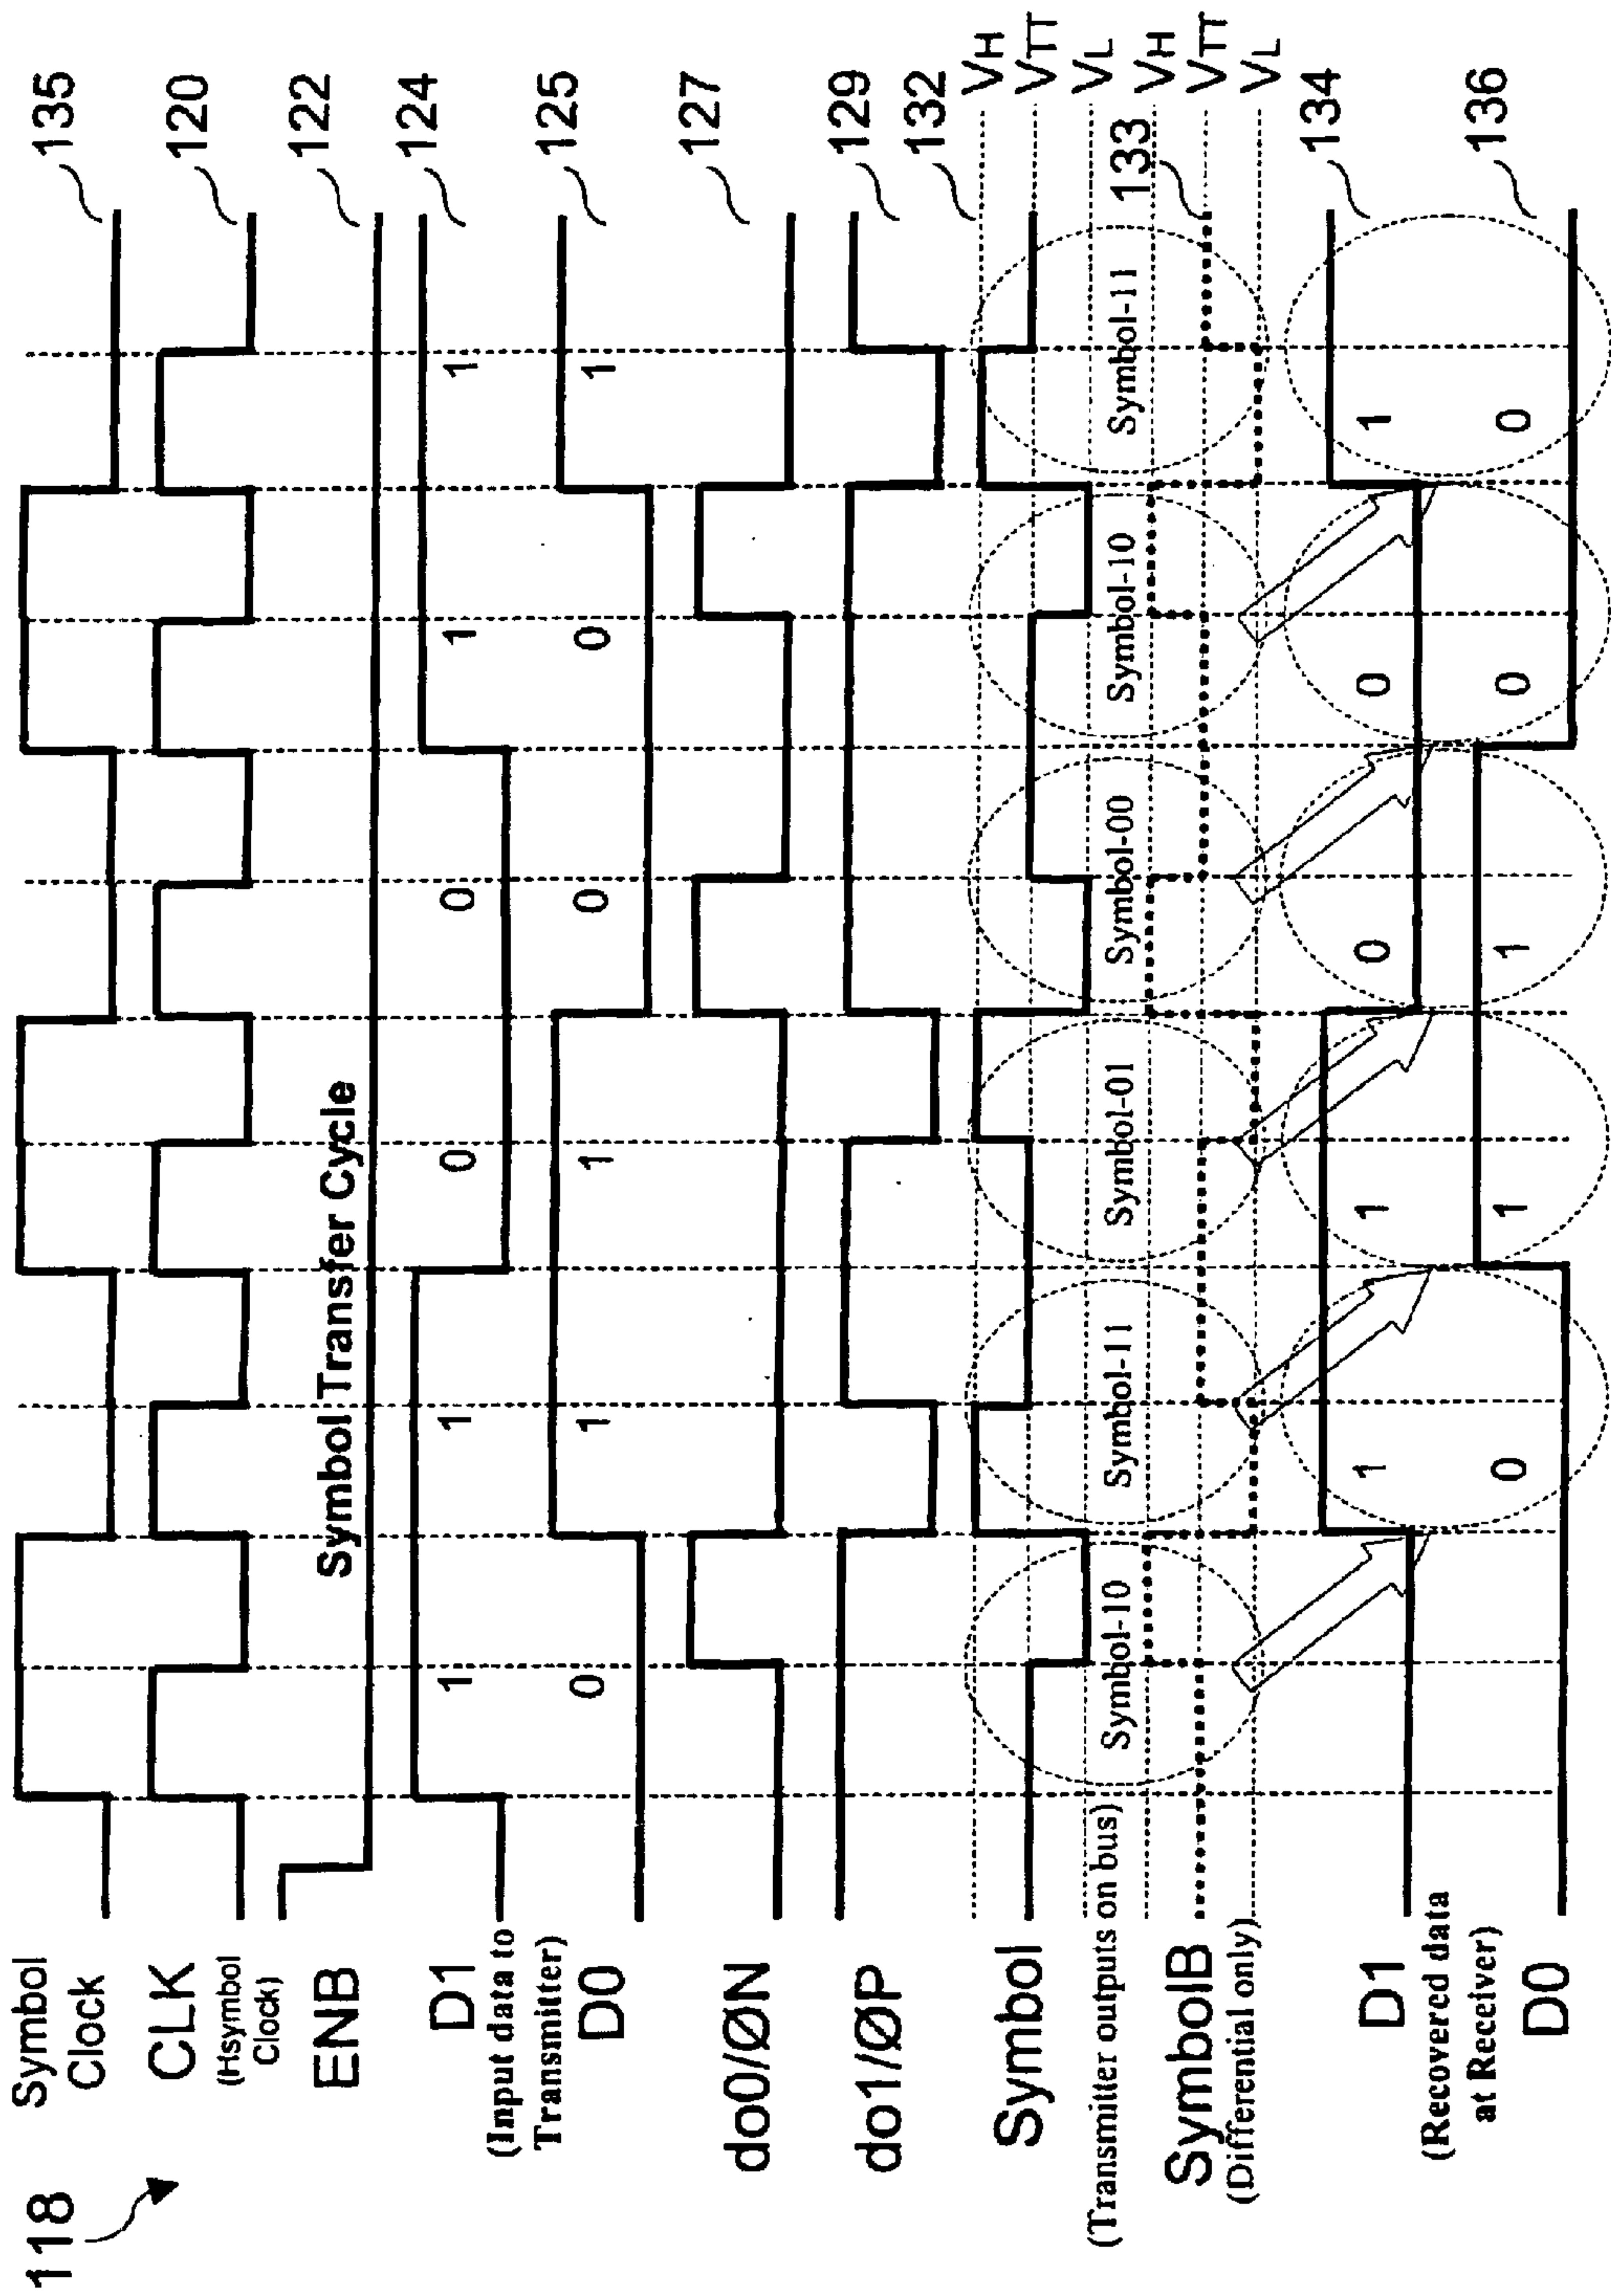 118
Symbol
Clock
135
CLK
(Hsymbol
Clock)
120
ENB
Symbol Transfer Cycle
122
D1
1 1 0 0 1 1
124
(Input data to
Transmitter)
D0
0 1 1 0 0 1
125
do0/ØN
127
do1/ØP
129
132
Symbol
VH
VTT
VL
(Transmitter outputs on bus)
Symbol-10 Symbol-11 Symbol-01 Symbol-00 Symbol-10 Symbol-11
133
SymbolB
(Differential only)
VH
VTT
VL
D1
1 1 0 0 1
134
(Recovered data
at Receiver)
D0
0 1 1 0 0
136